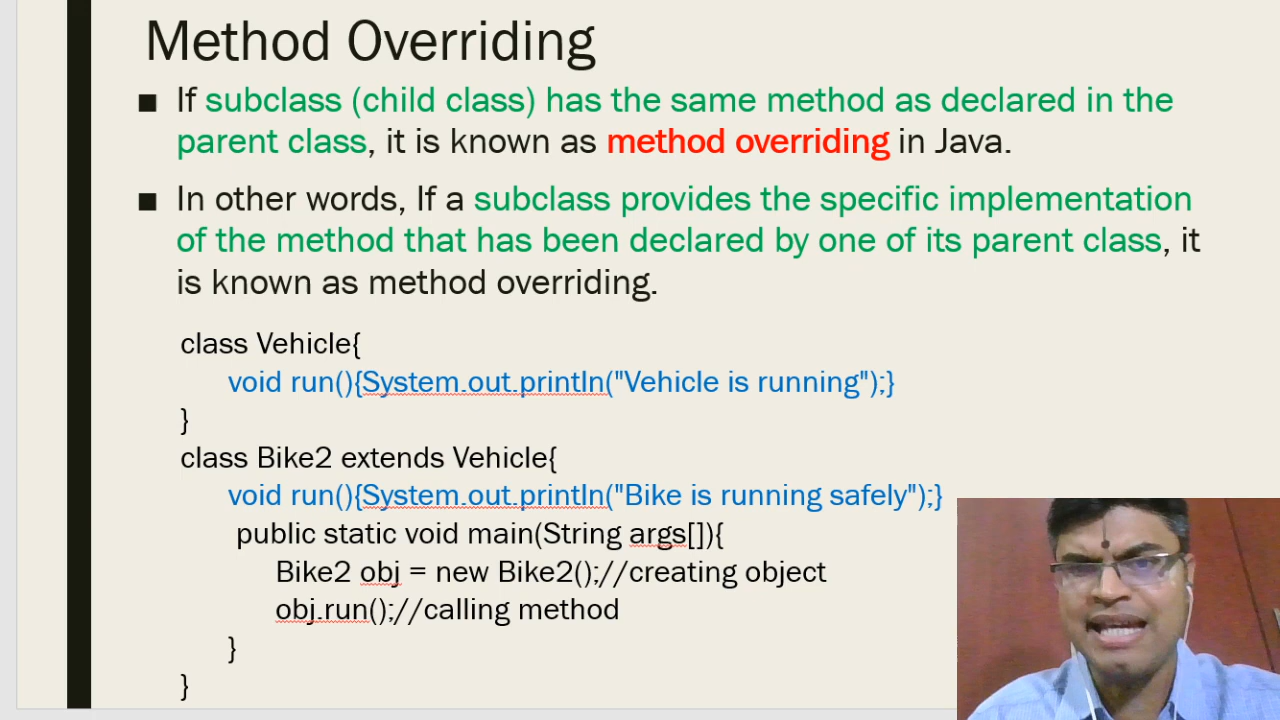 Method Overriding
■ If subclass (child class) has the same method as declared in the
parent class, it is known as method overriding in Java.
■ In other words, If a subclass provides the specific implementation
of the method that has been declared by one of its parent class, it
is known as method overriding.
class Vehicle{
void run(){System.out.println("Vehicle is running");}
}
class Bike2 extends Vehicle{
void run(){System.out.println("Bike is running safely");}
public static void main(String args[]){
Bike2 obj = new Bike2();//creating object
obj.run();//calling method
}
}